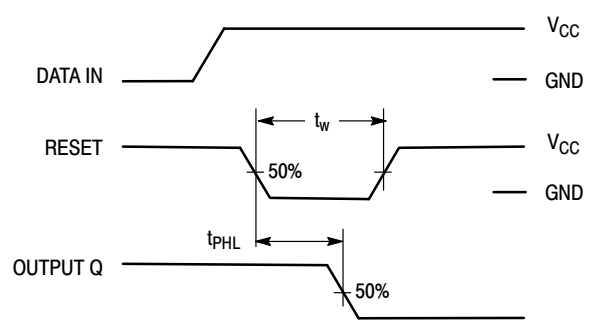 V_CC
DATA IN
GND
t_w
RESET
V_CC
50%
GND
t_PHL
OUTPUT Q
50%